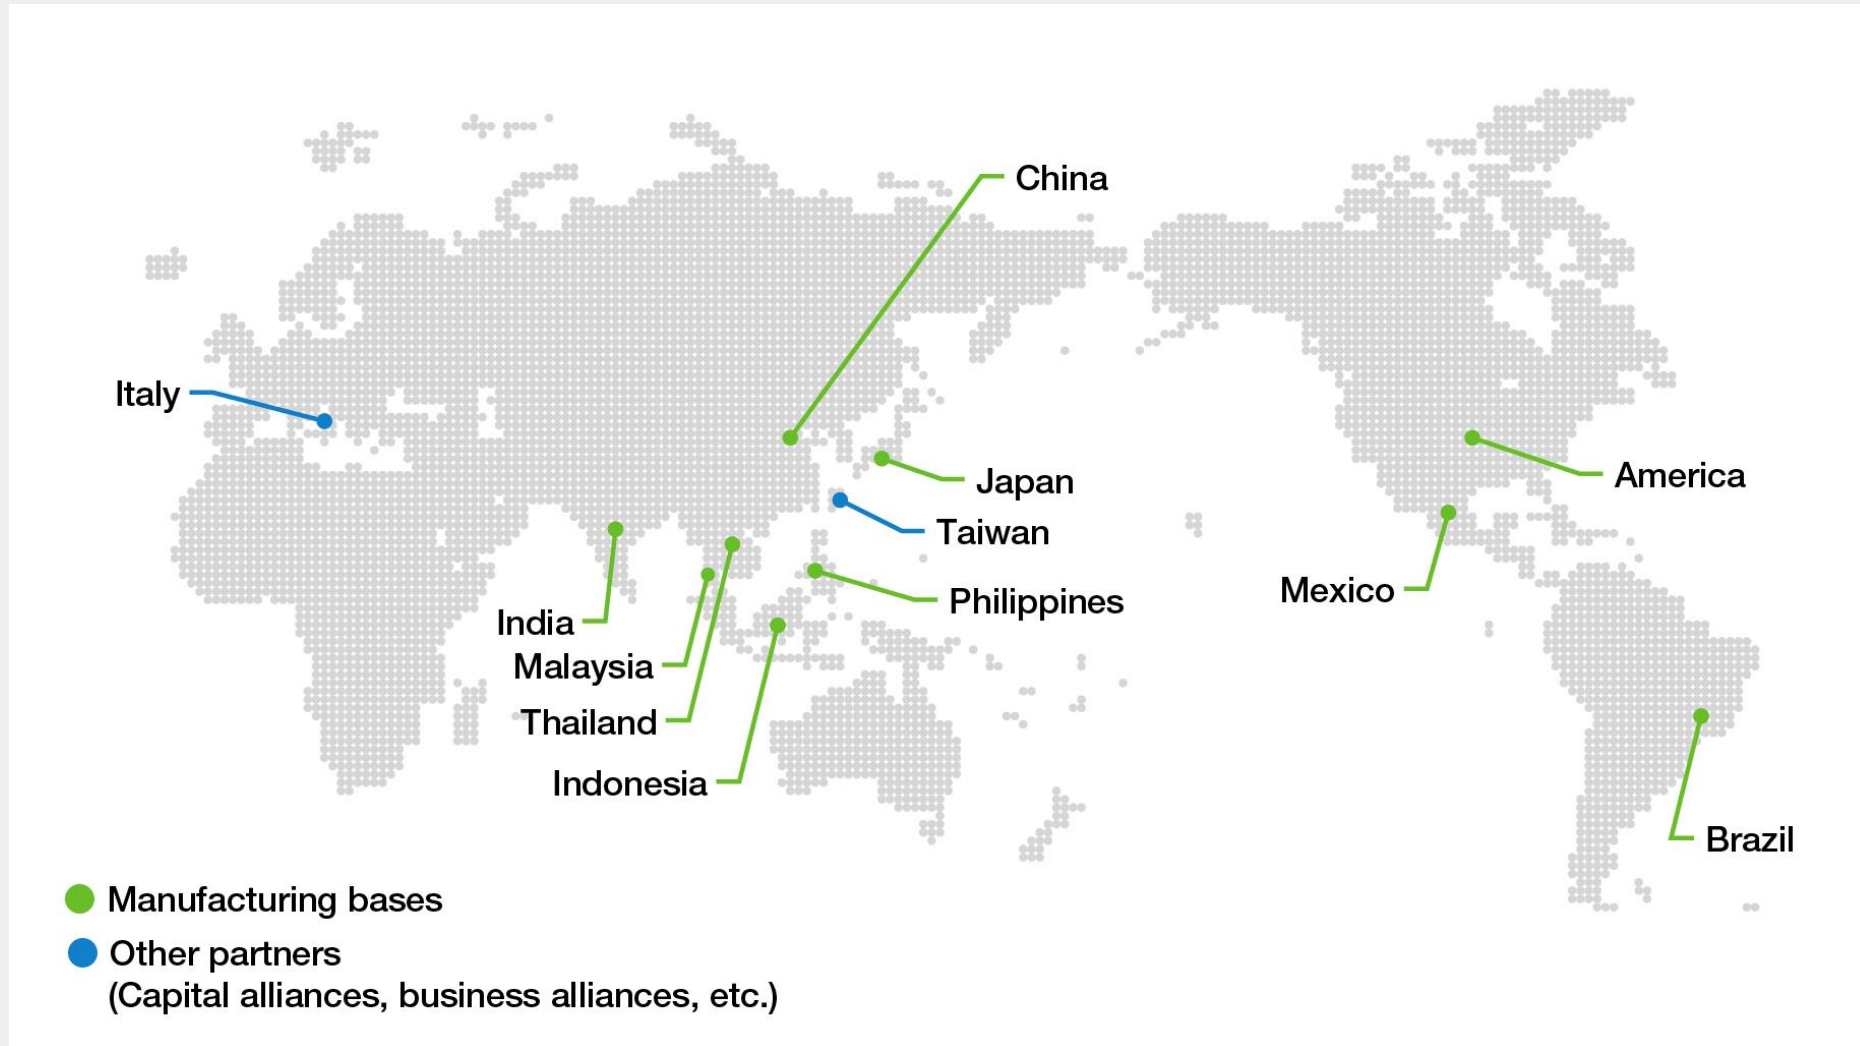 China
Italy
Japan
America
Taiwan
Mexico
Philippines
India
Malaysia
Thailand
Indonesia
Brazil
Manufacturing bases
Other partners
(Capital alliances, business alliances, etc.)